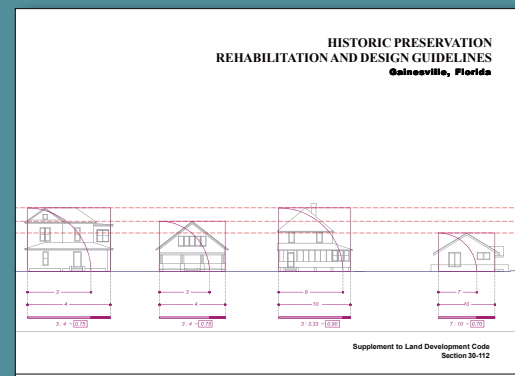 HISTORIC PRESERVATION
REHABILITATION AND DESIGN GUIDELINES
Gainesville, Florida
3 3 9 7
4 4 10 10
3 : 4 = 0.75 3 : 4 = 0.75 3 : 3.33 = 0.90 7 : 10 = 0.70
Supplement to Land Development Code
Section 30-112